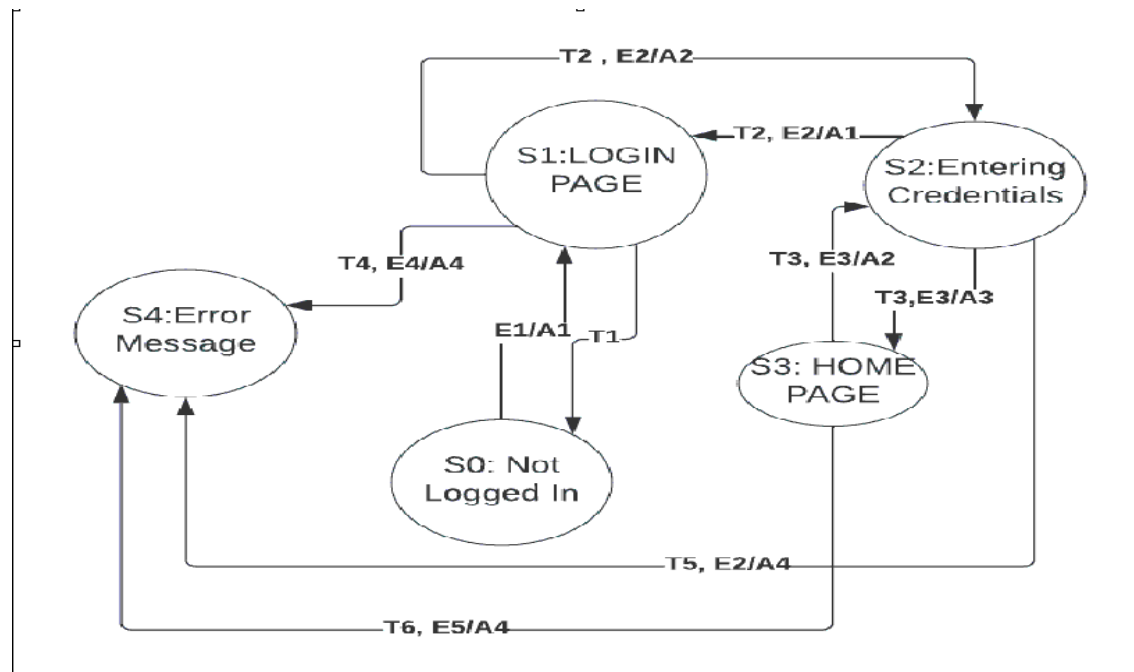 T2 , E2/A2
T2, E2/A1
S1:LOGIN
PAGE
S2:Entering
Credentials
T4, E4/A4
T3, E3/A2
T3,E3/A3
S4:Error
Message
E1/A1
T1
S3: HOME
PAGE
S0: Not
Logged In
T5, E2/A4
T6, E5/A4